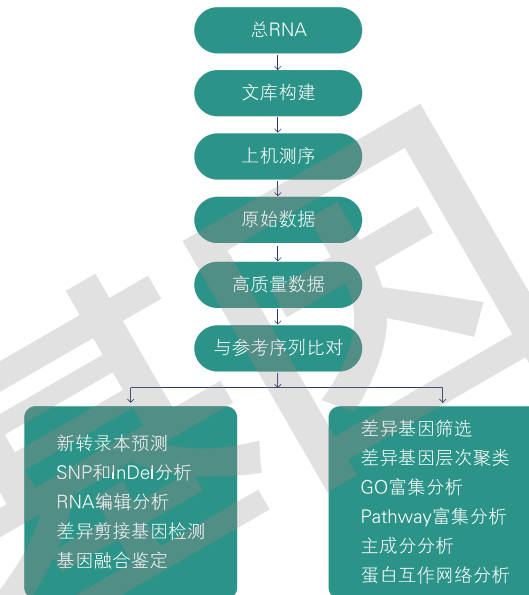 总RNA
文库构建
上机测序
原始数据
高质量数据
与参考序列比对
新转录本预测
SNP和InDel分析
RNA编辑分析
差异剪接基因检测
基因融合鉴定
差异基因筛选
差异基因层次聚类
GO富集分析
Pathway富集分析
主成分分析
蛋白互作网络分析
基因